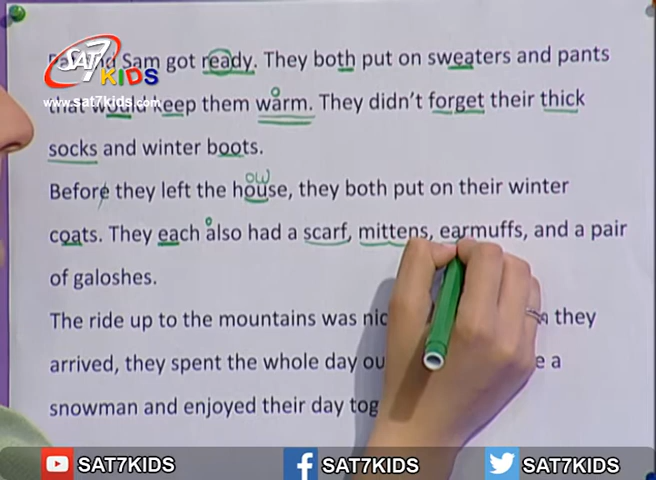 Sam got ready. They both put on sweaters and pants
that would keep them warm. They didn't forget their thick
socks and winter boots.
ow
Before they left the house, they both put on their winter
coats. They each also had a scarf, mittens, earmuffs, and a pair
of galoshes.
The ride up to the mountains was they
arrived, they spent the whole day a
snowman and enjoyed their day
SAT7 KIDS
www.sat7kids.com
SAT7KIDS SAT7KIDS SAT7KIDS